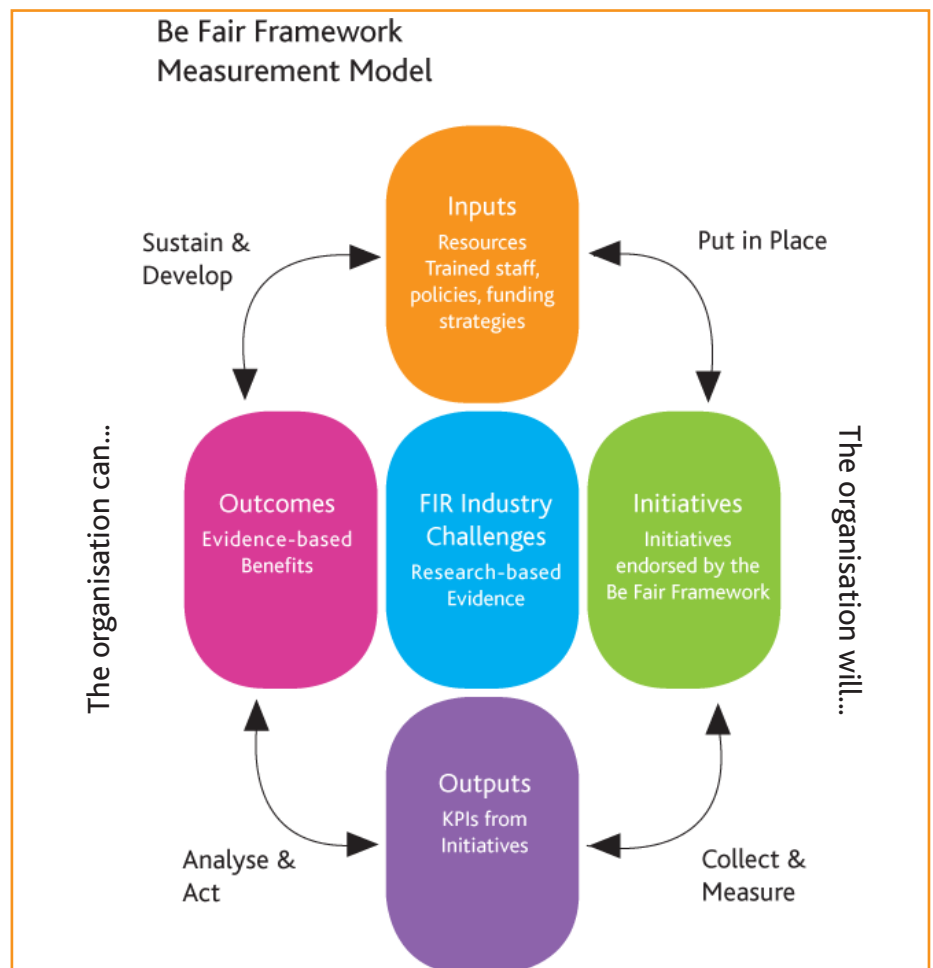 Be Fair Framework
Measurement Model
Inputs
Resources
Trained staff,
policies, funding
strategies
Sustain &
Develop
Put in Place
The organisation can...
Outcomes
Evidence-based
Benefits
FIR Industry
Challenges
Research-based
Evidence
Initiatives
Initiatives
endorsed by the
Be Fair Framework
The organisation will...
Outputs
KPIs from
Initiatives
Analyse &
Act
Collect &
Measure